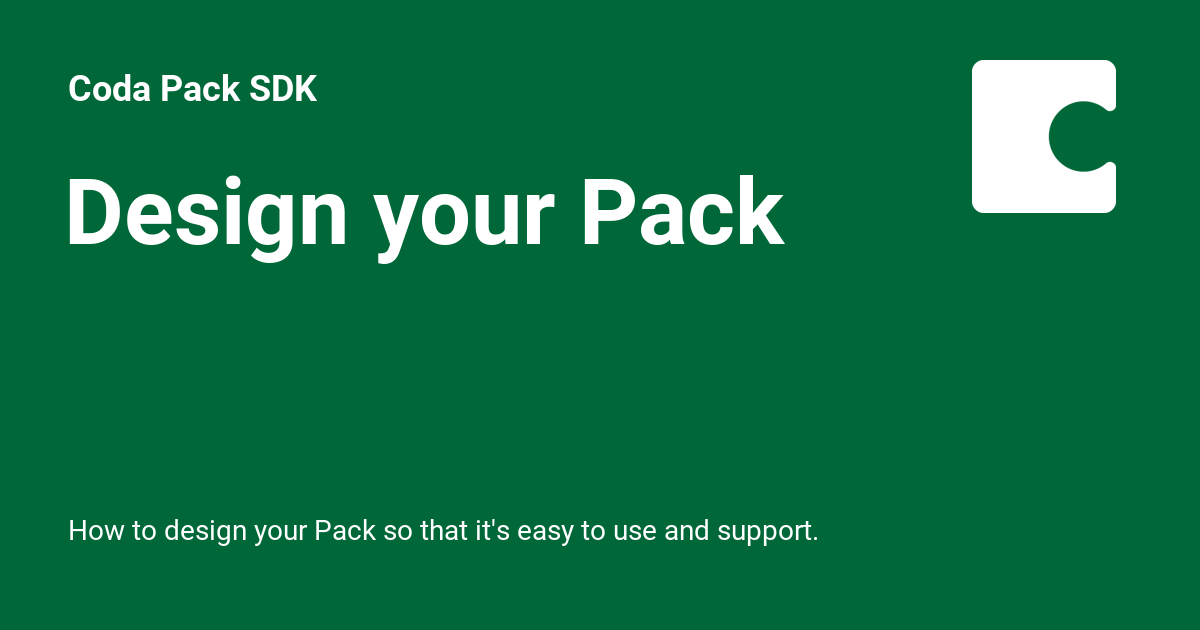 Coda Pack SDK
Design your Pack
How to design your Pack so that it's easy to use and support.